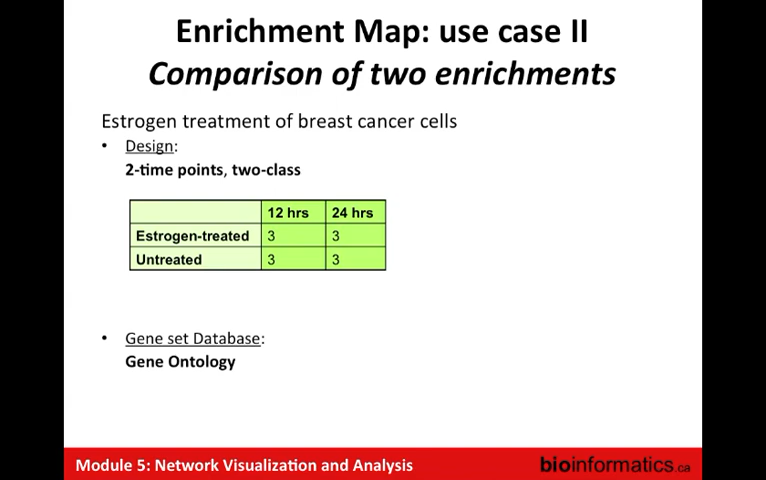 Enrichment Map: use case II
Comparison of two enrichments
Estrogen treatment of breast cancer cells
• Design:
2-time points, two-class
12 hrs 24 hrs
Estrogen-treated 3 3
Untreated 3 3
• Gene set Database:
Gene Ontology
Module 5: Network Visualization and Analysis bioinformatics.ca